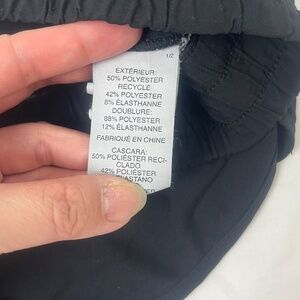 1/2
EXTÉRIEUR:
50% POLYESTER
RECYCLÉ
42% POLYESTER
8% ÉLASTHANNE
DOUBLURE:
88% POLYESTER
12% ÉLASTHANNE
FABRIQUÉ EN CHINE
CASCARA:
50% POLIÉSTER RECI-
CLADO
42% POLIÉSTER
ELASTANO